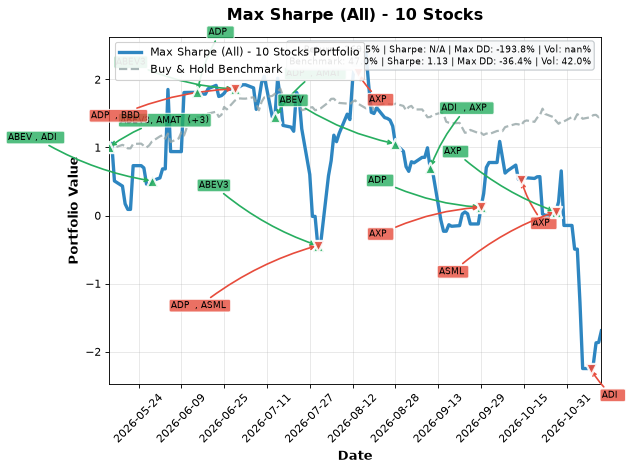 Max Sharpe (All) - 10 Stocks
ADP
Max Sharpe (All) - 10 Stocks Portfolio
Buy & Hold Benchmark
5% | Sharpe: N/A | Max DD: -193.8% | Vol: nan%
Benchmark: 47.0% | Sharpe: 1.13 | Max DD: -36.4% | Vol: 42.0%
ABEV
AXP
ADP , BBD
AMAT (+3)
ADI , AXP
ABEV , ADI
AXP
ADP
ABEV3
AXP
AXP
ASML
ADP , ASML
ADI
Portfolio Value
2
1
0
−1
−2
2026-05-24
2026-06-09
2026-06-25
2026-07-11
2026-07-27
2026-08-12
2026-08-28
2026-09-13
2026-09-29
2026-10-15
2026-10-31
Date